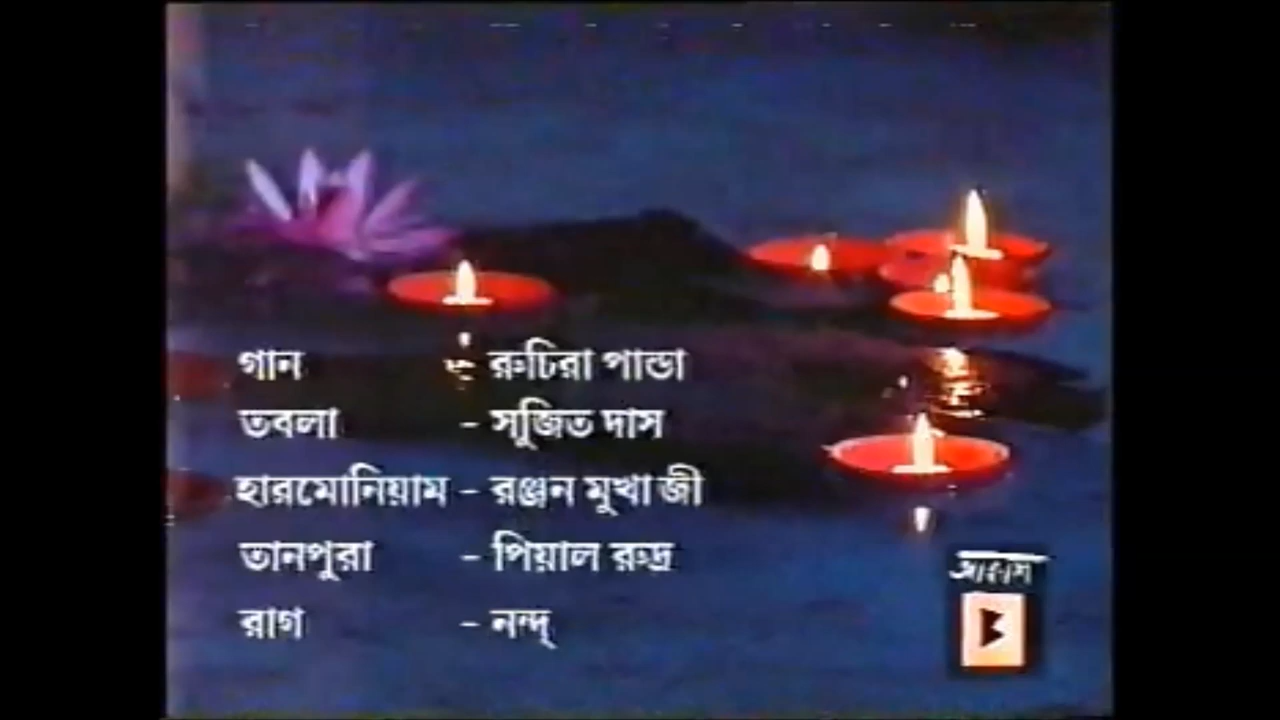 গান - রুচিরা পান্ডা
তবলা - সুজিত দাস
হারমোনিয়াম - রঞ্জন মুখার্জী
তানপুরা - পিয়াল রুদ্র
রাগ - নন্দ্
আকাশ
B